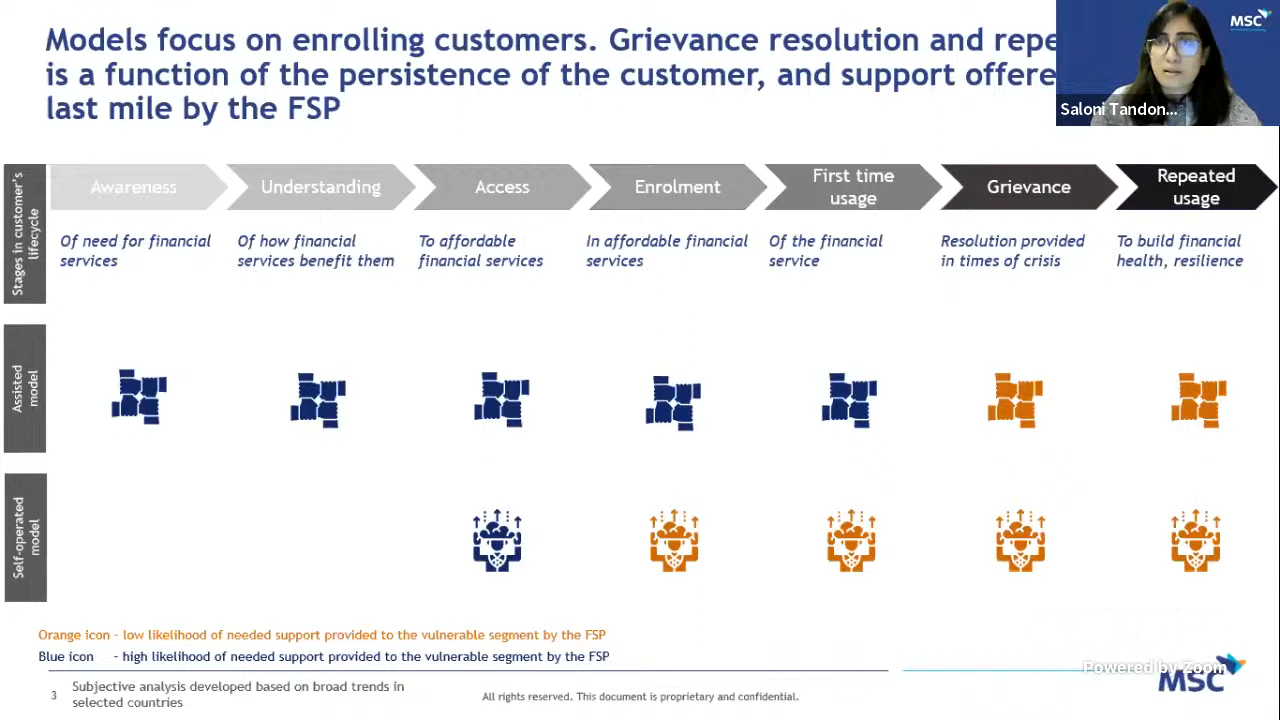 Models focus on enrolling customers. Grievance resolution and repe
is a function of the persistence of the customer, and support offere
last mile by the FSP
MSC
Saloni Tandon...
Stages in customer's
lifecycle
Awareness
Understanding
Access
Enrolment
First time
usage
Grievance
Repeated
usage
Of need for financial
services
Of how financial
services benefit them
To affordable
financial services
In affordable financial
services
Of the financial
service
Resolution provided
in times of crisis
To build financial
health, resilience
Assisted
model
Self-operated
model
Orange icon - low likelihood of needed support provided to the vulnerable segment by the FSP
Blue icon - high likelihood of needed support provided to the vulnerable segment by the FSP
3
Subjective analysis developed based on broad trends in
selected countries
All rights reserved. This document is proprietary and confidential.
Powered by Zoom
MSC